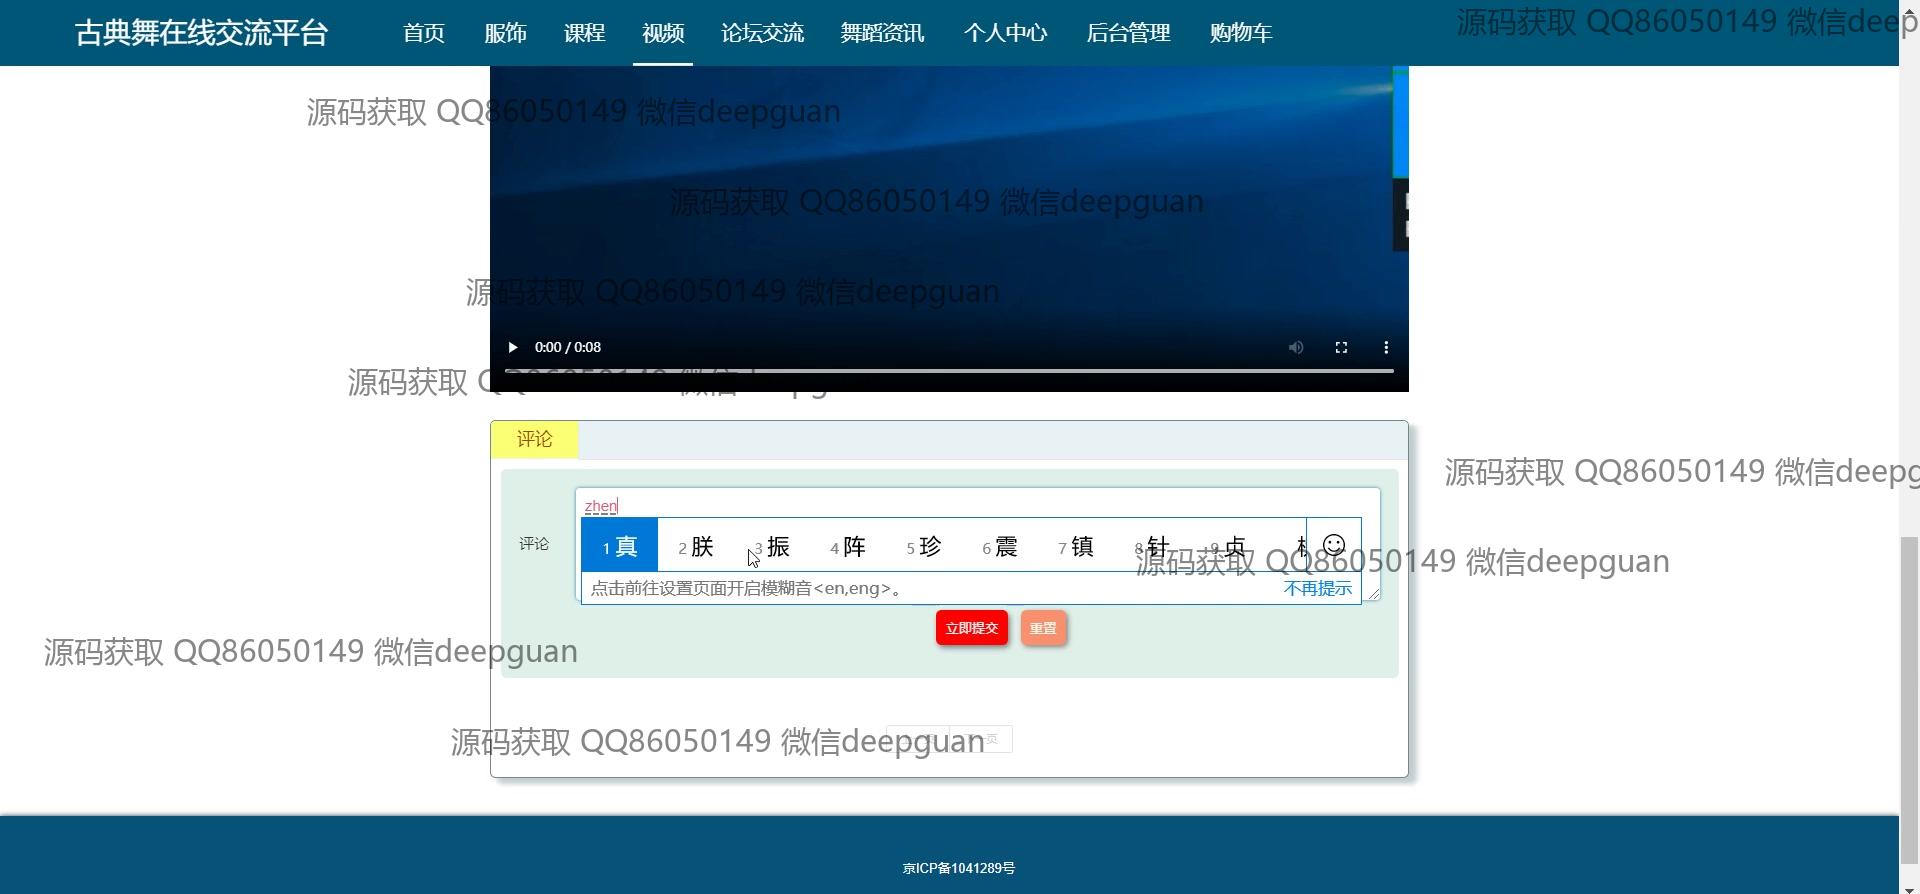 古典舞在线交流平台
首页 服饰 课程 视频 论坛交流 舞蹈资讯 个人中心 后台管理 购物车
源码获取 QQ86050149 微信deep
源码获取 QQ86050149 微信deepguan
源码获取 QQ86050149 微信deepguan
源码获取 QQ86050149 微信deepguan
0:00 / 0:08
源码获取
评论
源码获取 QQ86050149 微信deep
评论
zhen
1 真 2 朕 3 振 4 阵 5 珍 6 震 7 镇 8 针 9 贞
源码获取 QQ86050149 微信deepguan
点击前往设置页面开启模糊音<en,eng>。 不再提示
立即提交 重置
源码获取 QQ86050149 微信deepguan
源码获取 QQ86050149 微信deepguan
京ICP备1041289号